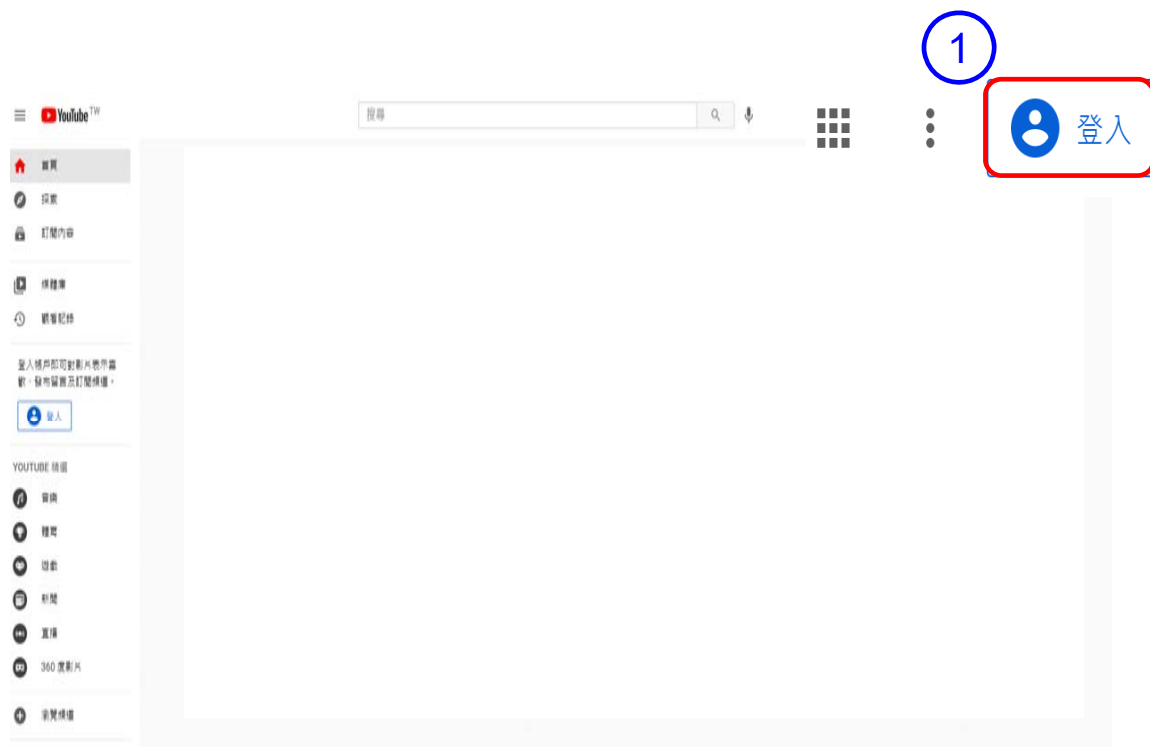 1
YouTube TW
搜尋
登入
首頁
探索
訂閱內容
媒體庫
觀看記錄
登入帳戶即可對影片表示喜
歡、發布留言及訂閱頻道。
登入
YOUTUBE 精選
音樂
體育
遊戲
新聞
直播
360 度影片
瀏覽頻道